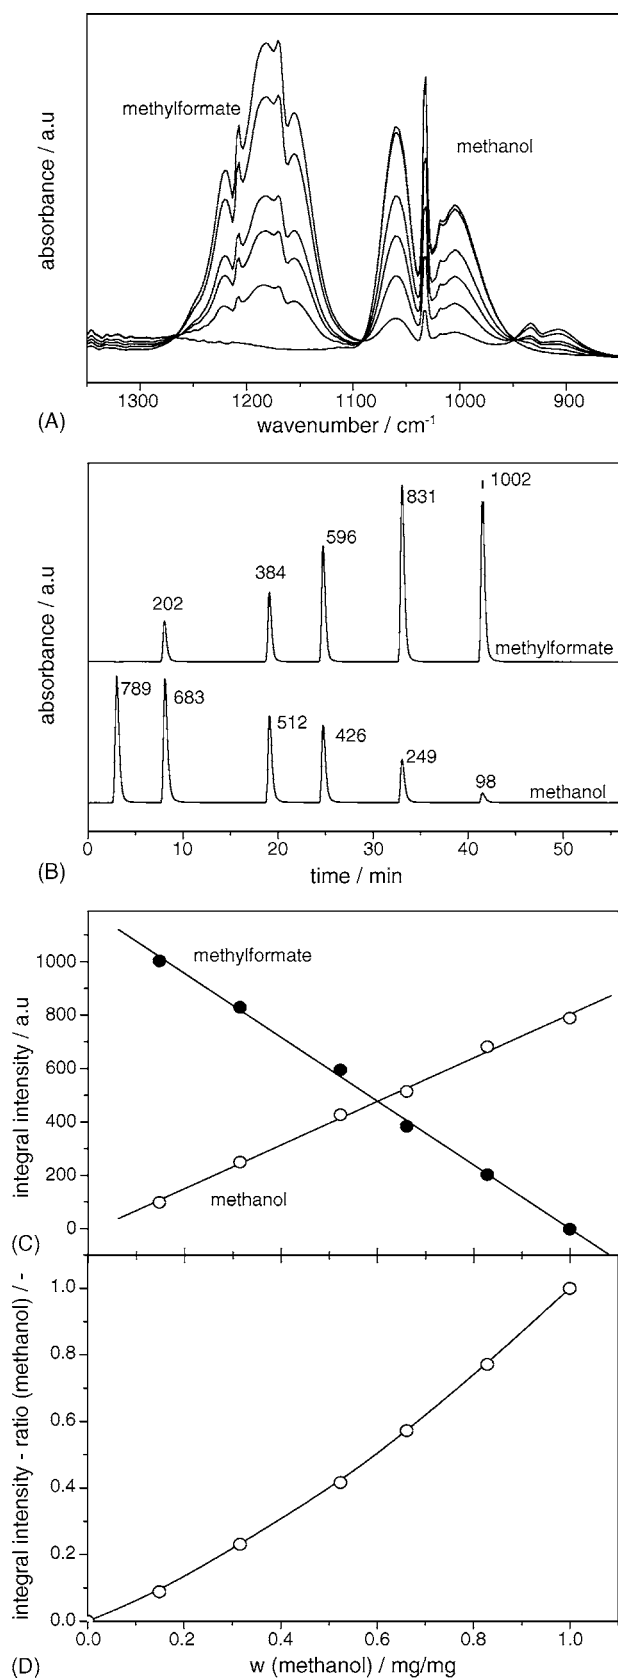 methylformate
methanol
absorbance / a.u
1300 1200 1100 1000 900
wavenumber / cm⁻¹
(A)
1002
831
596
384
202
methylformate
absorbance / a.u
789
683
512
426
249
98
methanol
0 10 20 30 40 50
time / min
(B)
methylformate
1000
800
600
400
200
0
integral intensity / a.u
methanol
(C)
1.0
0.8
0.6
0.4
0.2
0.0
integral intensity - ratio (methanol) / -
0.0 0.2 0.4 0.6 0.8 1.0
w (methanol) / mg/mg
(D)